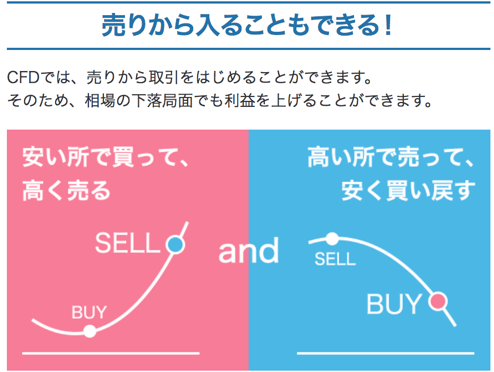 売りから入ることもできる！
CFDでは、売りから取引をはじめることができます。
そのため、相場の下落局面でも利益を上げることができます。
安い所で買って、
高く売る
SELL
BUY
and
高い所で売って、
安く買い戻す
SELL
BUY